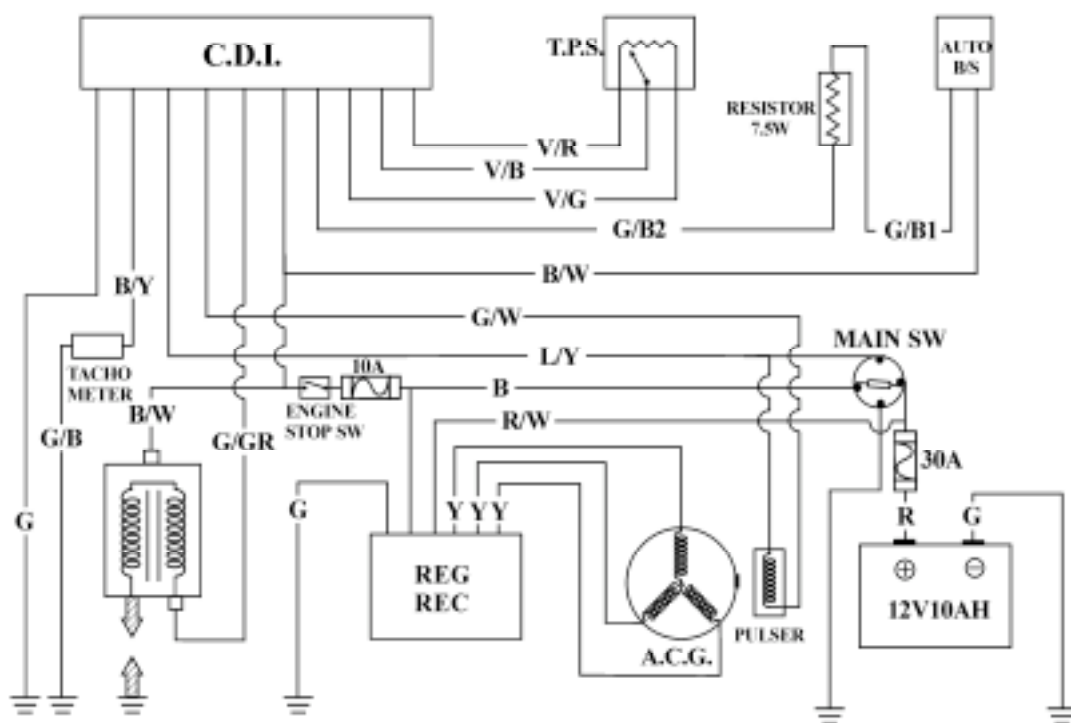 C.D.I.
T.P.S.
AUTO
B/S
RESISTOR
7.5W
V/R
V/B
V/G
G/B2
G/B1
B/W
B/Y
G/W
MAIN SW
L/Y
TACHO
METER
10A
B
B/W
ENGINE
STOP SW
R/W
G/B
G/GR
30A
G
G
Y
Y
Y
R
G
REG
REC
12V10AH
PULSER
A.C.G.